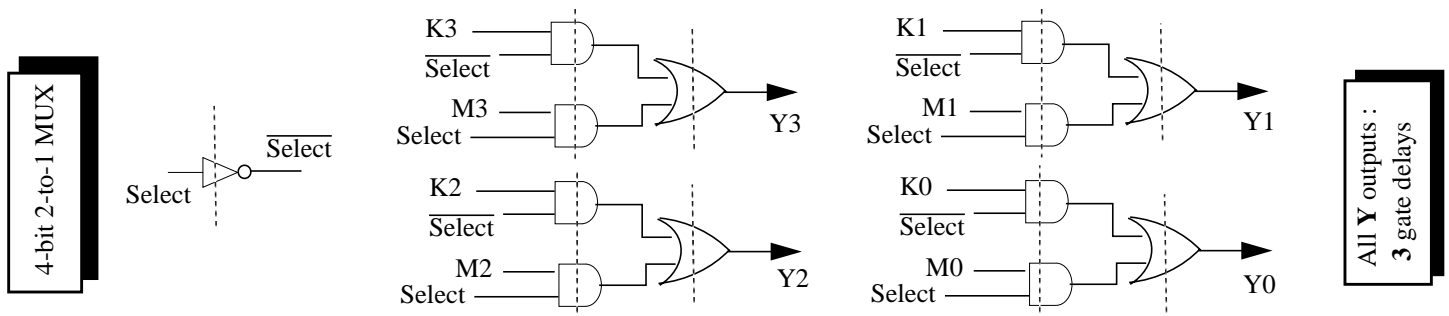 4-bit 2-to-1 MUX
Select
Select
K3
Select
M3
Select
Y3
K2
Select
M2
Select
Y2
K1
Select
M1
Select
Y1
K0
Select
M0
Select
Y0
All Y outputs :
3 gate delays